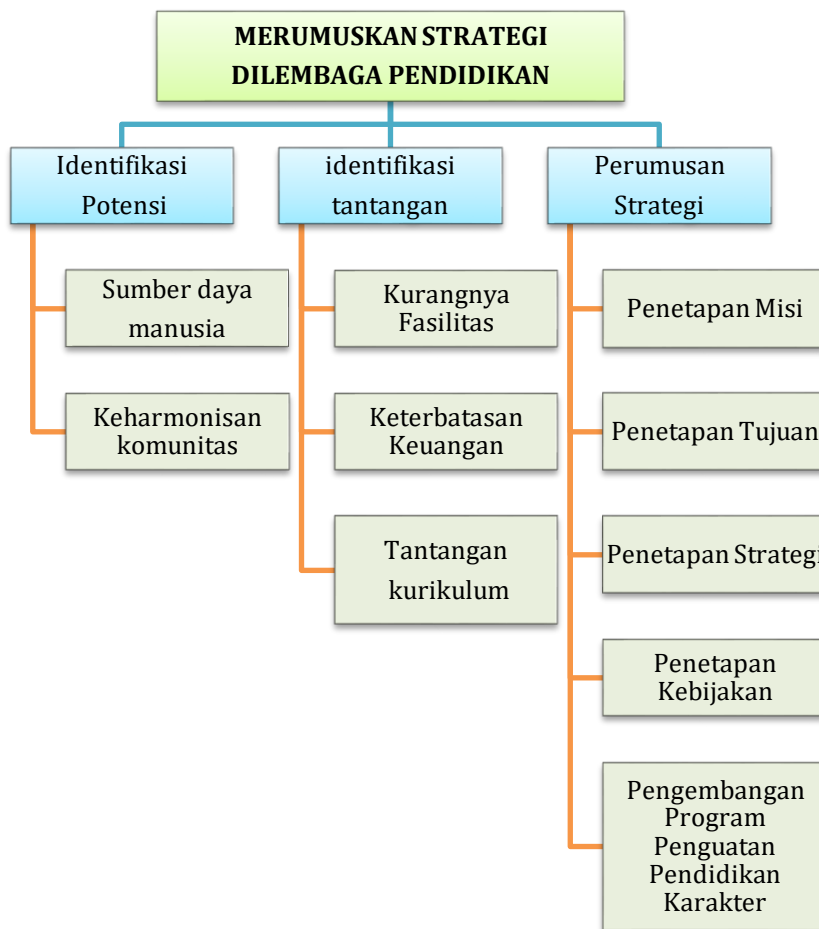 MERUMUSKAN STRATEGI
DILEMBAGA PENDIDIKAN
Identifikasi
Potensi
Sumber daya
manusia
Keharmonisan
komunitas
identifikasi
tantangan
Kurangnya
Fasilitas
Keterbatasan
Keuangan
Tantangan
kurikulum
Perumusan
Strategi
Penetapan Misi
Penetapan Tujuan
Penetapan Strategi
Penetapan
Kebijakan
Pengembangan
Program
Penguatan
Pendidikan
Karakter